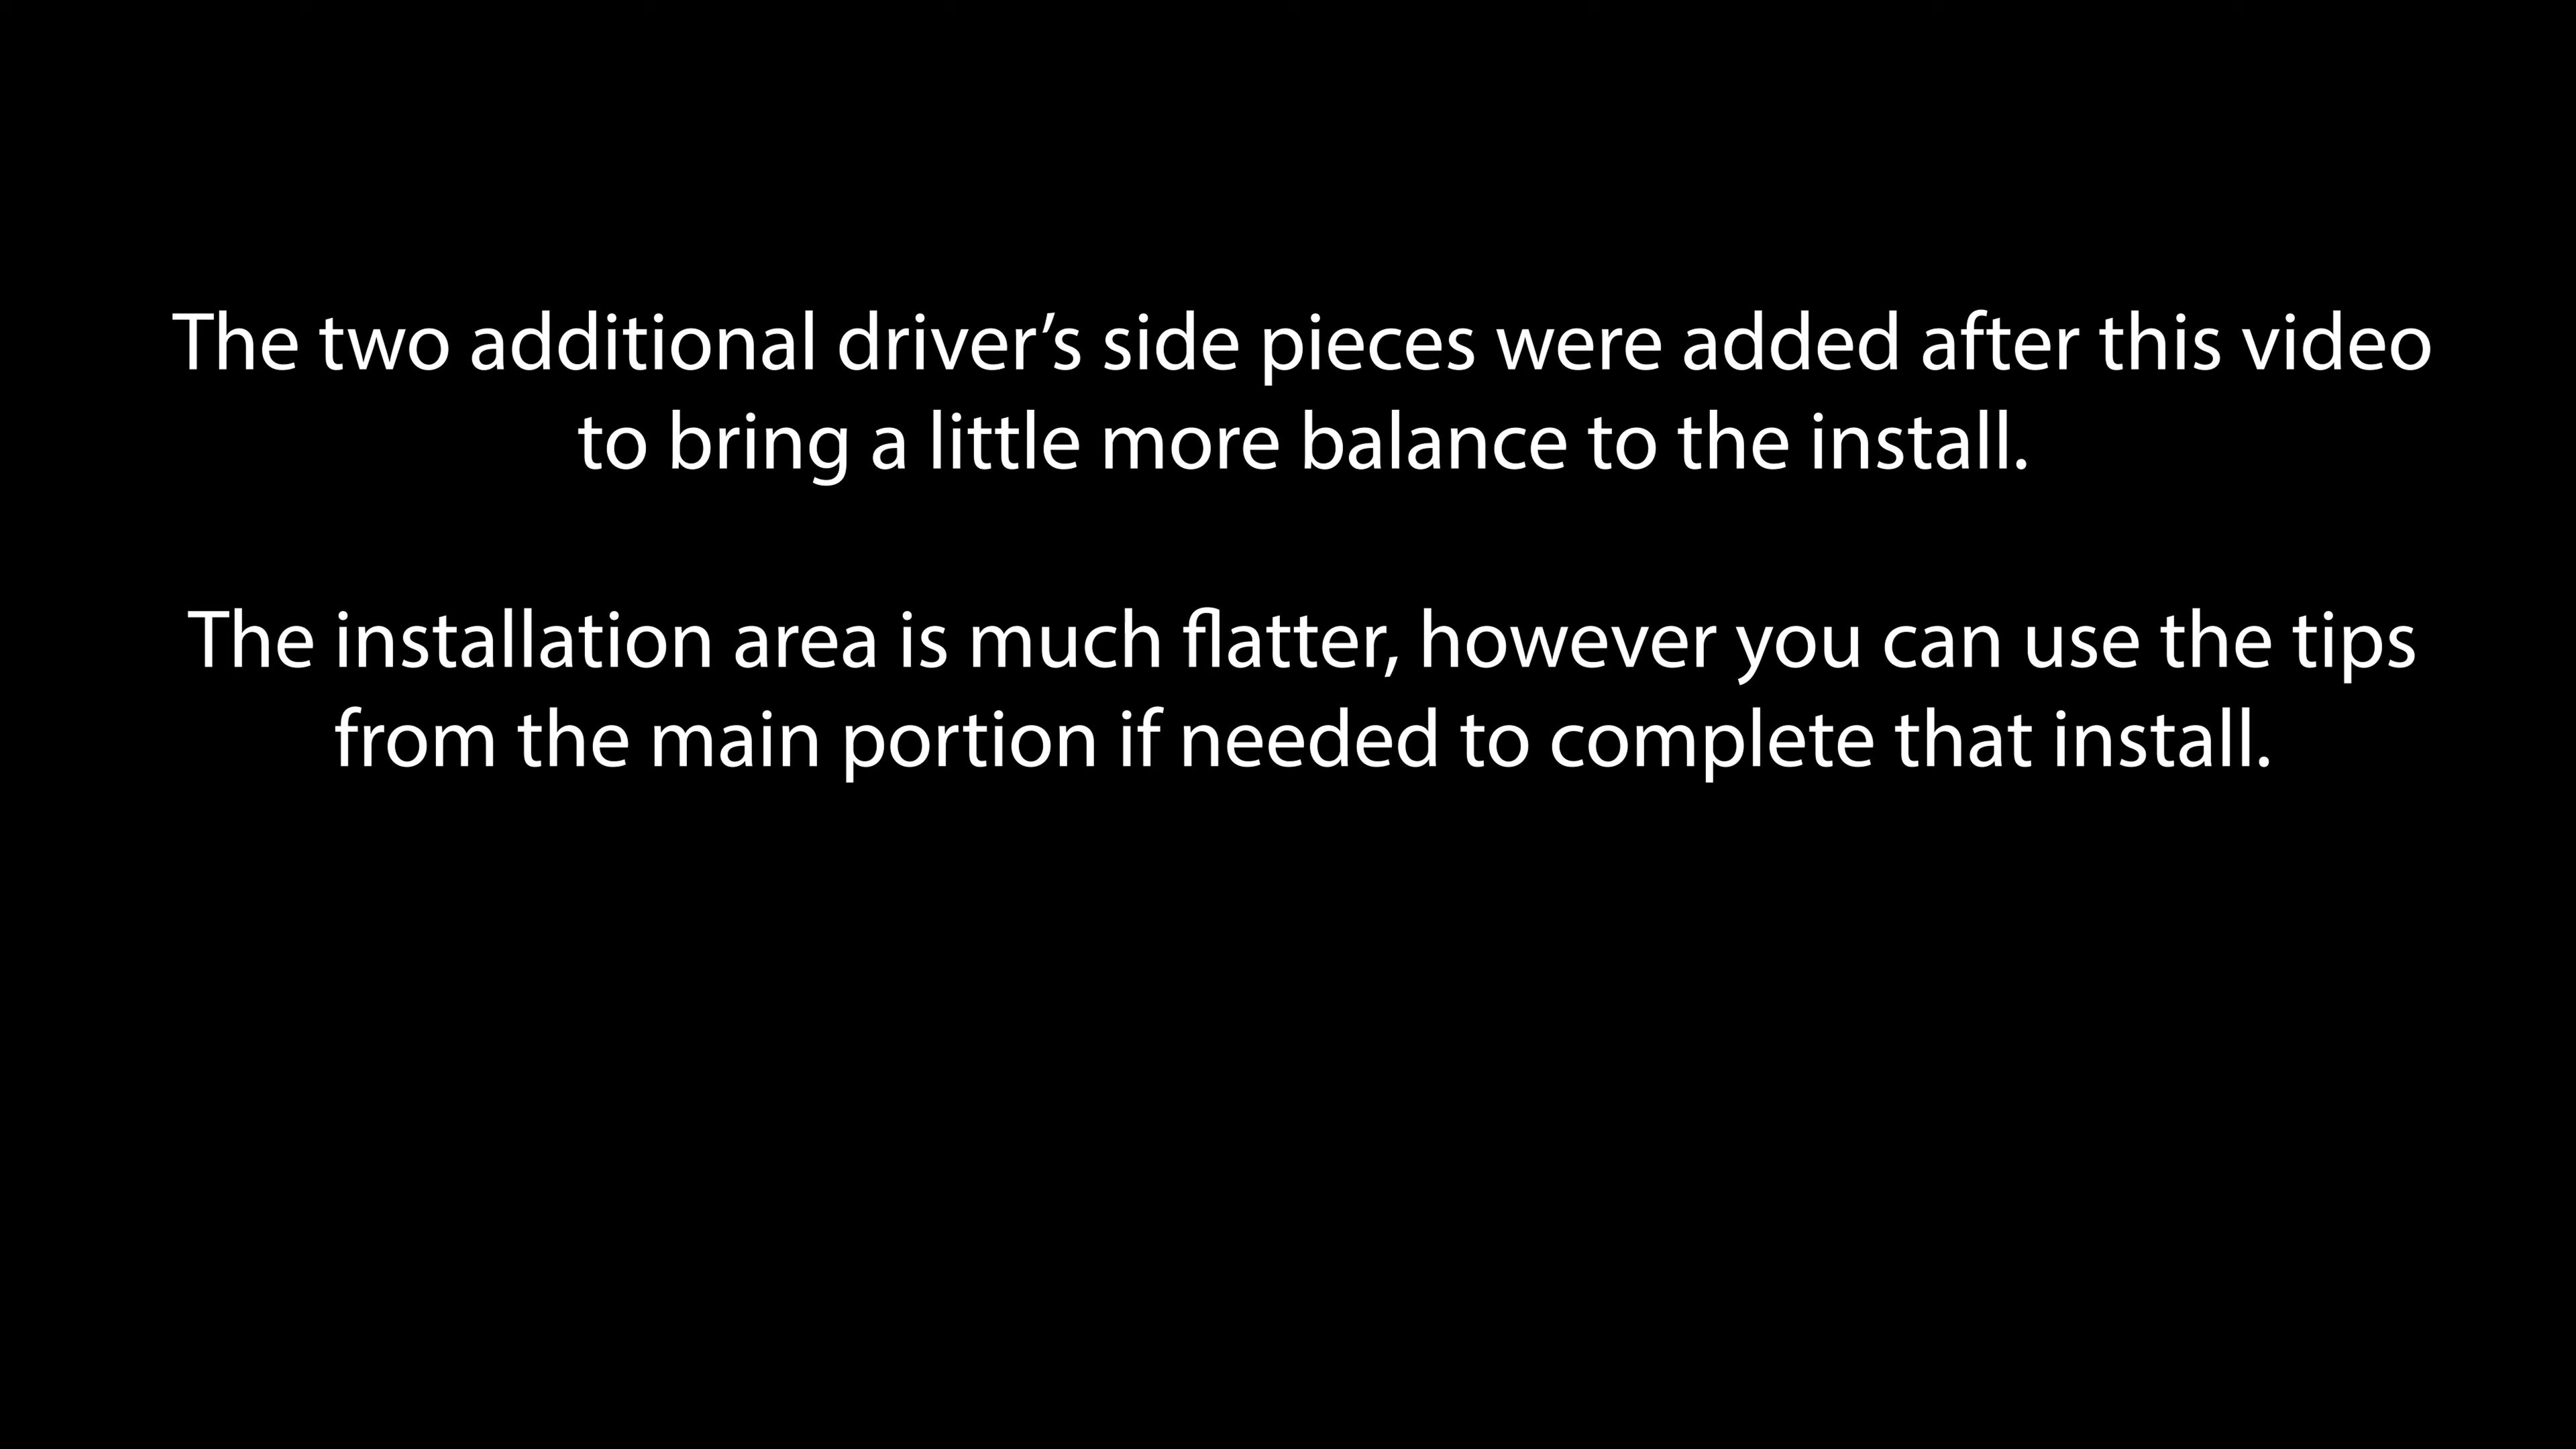 The two additional driver’s side pieces were added after this video
to bring a little more balance to the install.
The installation area is much flatter, however you can use the tips
from the main portion if needed to complete that install.